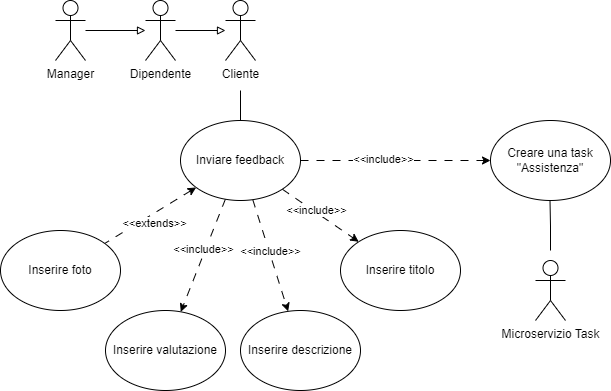 Manager
Dipendente
Cliente
Inviare feedback
<<include>>
Creare una task
"Assistenza"
<<extends>>
<<include>>
<<include>>
<<include>>
Inserire foto
Inserire titolo
Microservizio Task
Inserire valutazione
Inserire descrizione